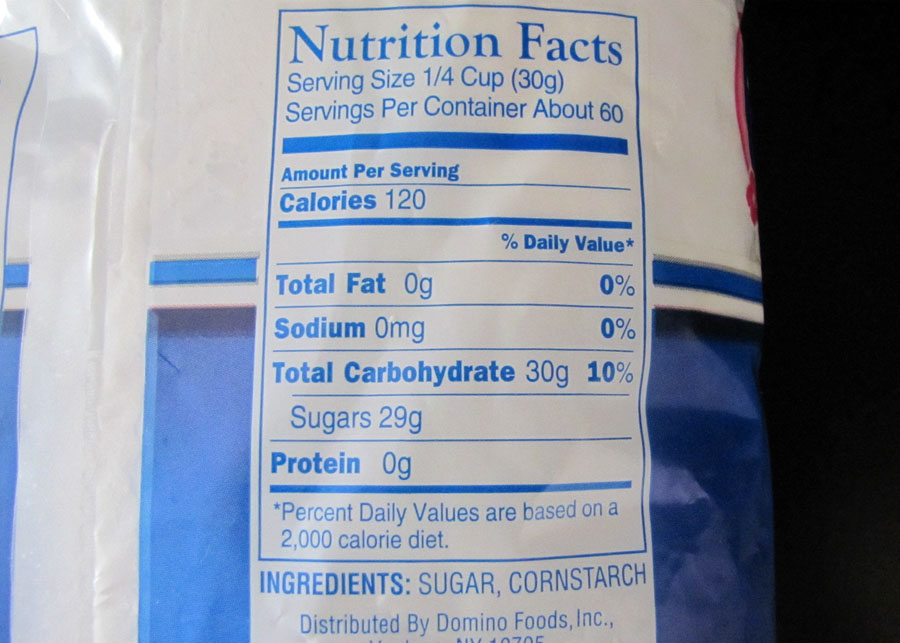 Nutrition Facts
Serving Size 1/4 Cup (30g)
Servings Per Container About 60
Amount Per Serving
Calories 120
% Daily Value*
Total Fat 0g 0%
Sodium 0mg 0%
Total Carbohydrate 30g 10%
Sugars 29g
Protein 0g
*Percent Daily Values are based on a
2,000 calorie diet.
INGREDIENTS: SUGAR, CORNSTARCH
Distributed By Domino Foods, Inc.,
NY 10705